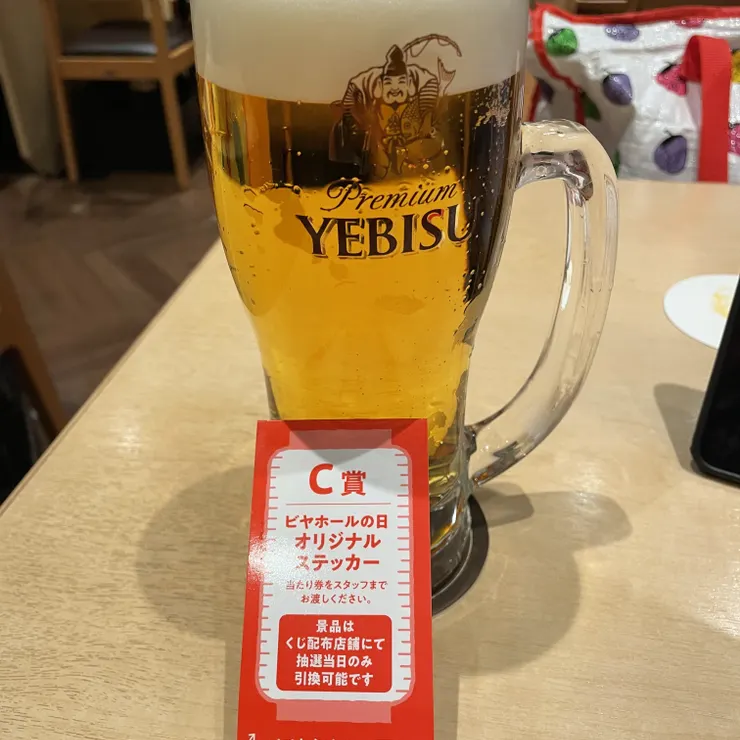 Premium
YEBISU
C賞
ビヤホールの日
オリジナル
ステッカー
当たり券をスタッフまで
お渡しください。
景品は
くじ配布店舗にて
抽選当日のみ
引換可能です